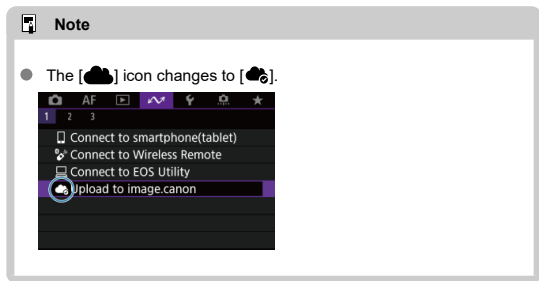 Note
The [ ] icon changes to [ ].
AF
1 2 3
Connect to smartphone(tablet)
Connect to Wireless Remote
Connect to EOS Utility
Upload to image.canon